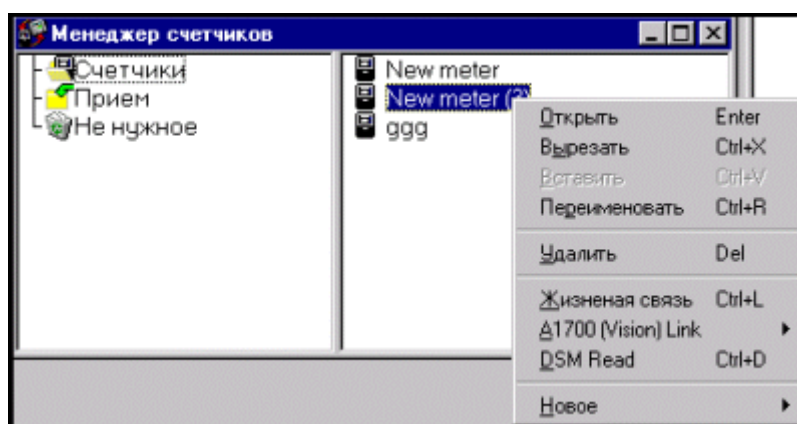 Менеджер счетчиков
Счетчики
Прием
Не нужное
New meter
New meter (2)
ggg
Открыть Enter
Вырезать Ctrl+X
Вставить Ctrl+V
Переименовать Ctrl+R
Удалить Del
Жизненая связь Ctrl+L
A1700 (Vision) Link
DSM Read Ctrl+D
Новое